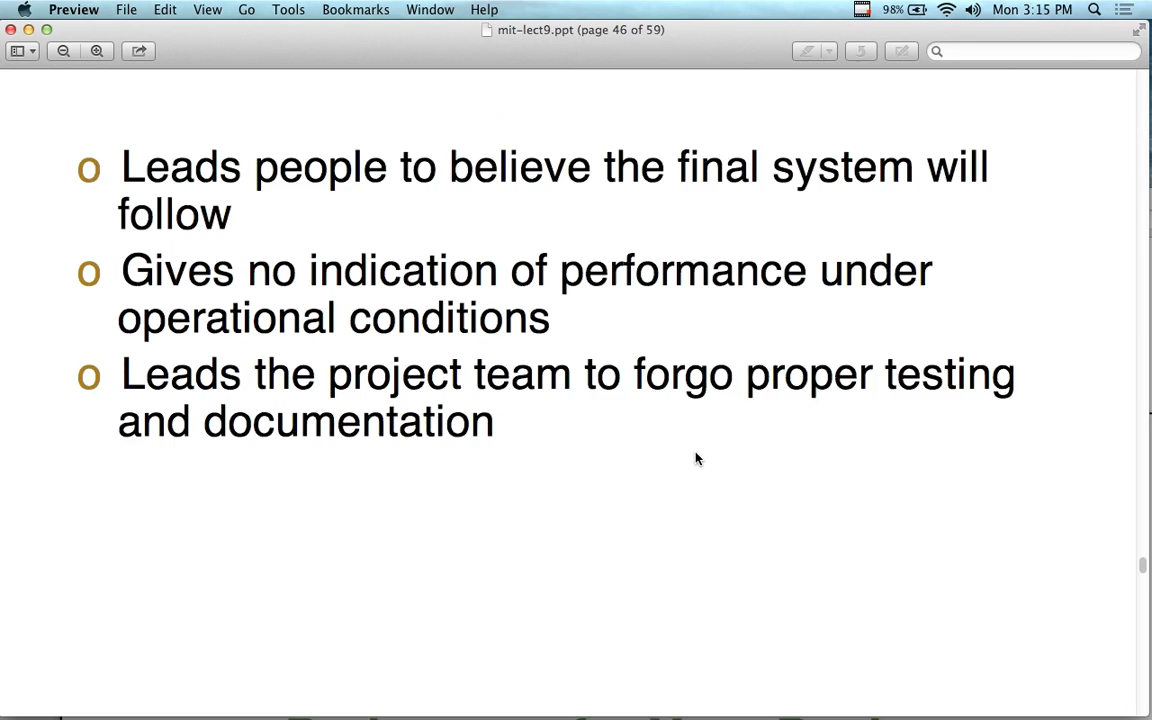 Preview File Edit View Go Tools Bookmarks Window Help 98% Mon 3:15 PM
mit-lect9.ppt (page 46 of 59)
o Leads people to believe the final system will
follow
o Gives no indication of performance under
operational conditions
o Leads the project team to forgo proper testing
and documentation